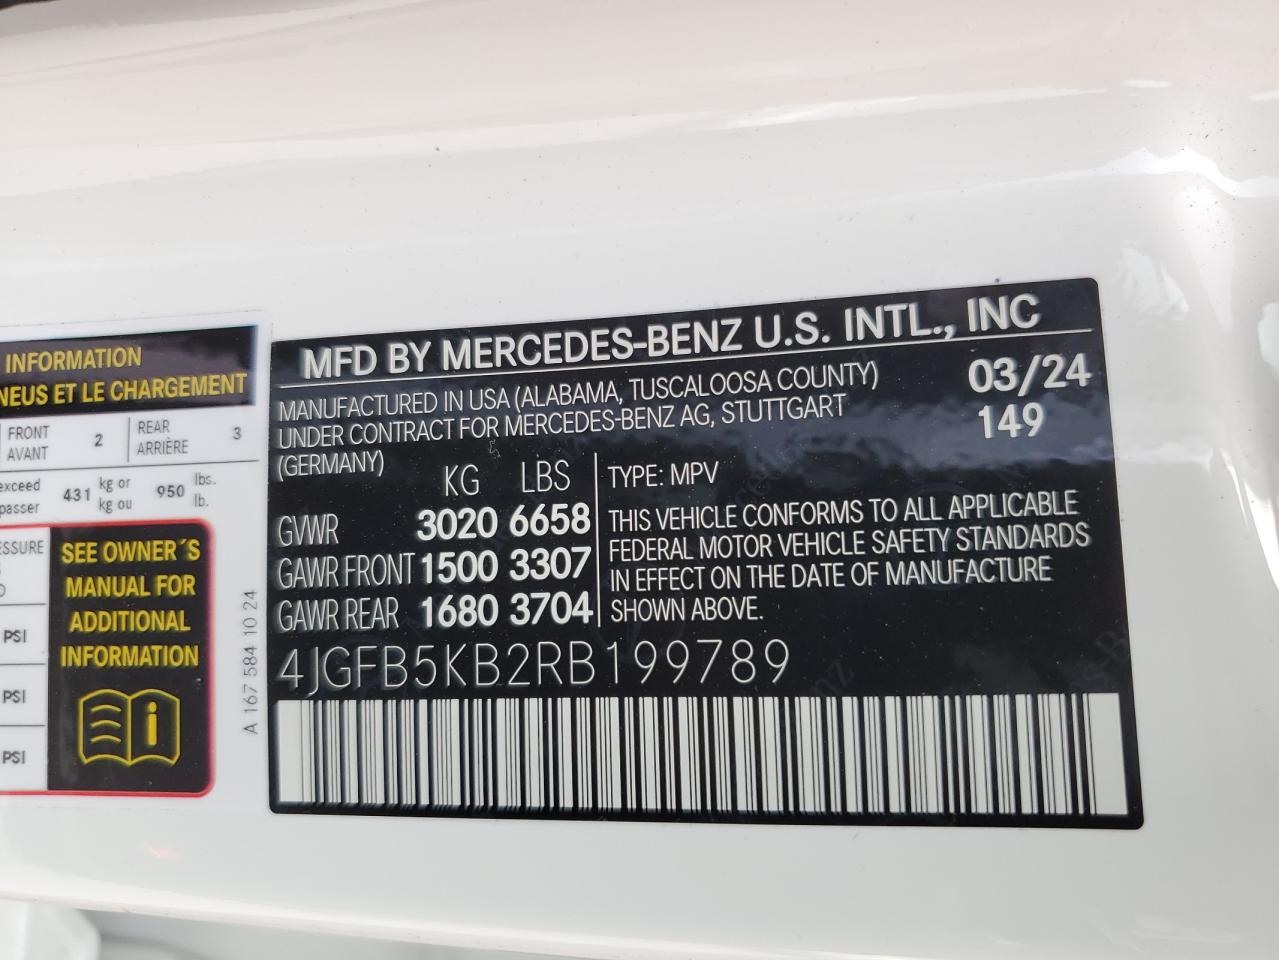 INFORMATION
NEUS ET LE CHARGEMENT
FRONT
AVANT
2
REAR
ARRIÈRE
3
exceed
passer
431
kg or
kg ou
950
lbs.
lb.
ESSURE
PSI
PSI
PSI
SEE OWNER´S
MANUAL FOR
ADDITIONAL
INFORMATION
A 167 584 10 24
MFD BY MERCEDES-BENZ U.S. INTL., INC
MANUFACTURED IN USA (ALABAMA, TUSCALOOSA COUNTY)
UNDER CONTRACT FOR MERCEDES-BENZ AG, STUTTGART
(GERMANY)
03/24
149
KG LBS
GVWR 3020 6658
GAWR FRONT 1500 3307
GAWR REAR 1680 3704
TYPE: MPV
THIS VEHICLE CONFORMS TO ALL APPLICABLE
FEDERAL MOTOR VEHICLE SAFETY STANDARDS
IN EFFECT ON THE DATE OF MANUFACTURE
SHOWN ABOVE.
4JGFB5KB2RB199789